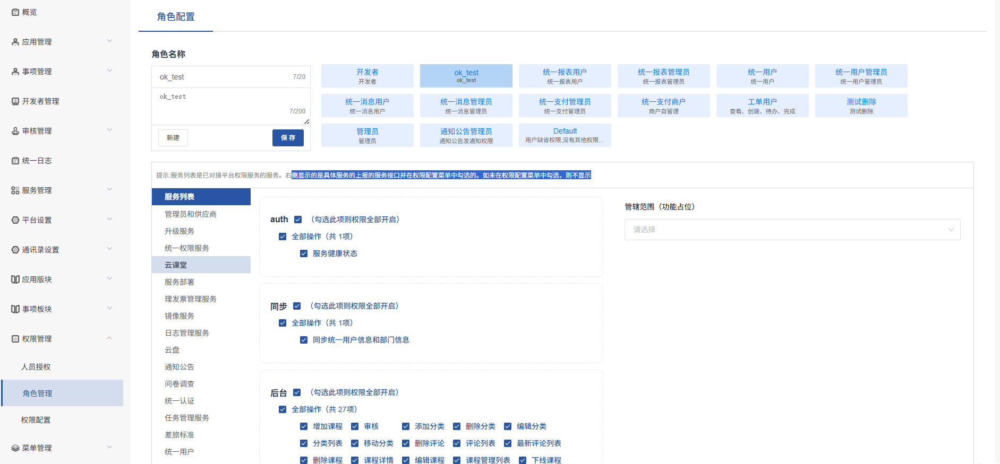 概览
应用管理
事项管理
开发者管理
审核管理
统一日志
服务管理
平台设置
通讯录设置
应用版块
事项板块
权限管理
人员授权
角色管理
权限配置
菜单管理
角色配置
角色名称
ok_test 7/20
ok_test
7/200
新建 保存
开发者
开发者
ok_test
ok_test
统一报表用户
统一报表用户
统一报表管理员
统一报表管理员
统一用户
统一用户
统一用户管理员
统一用户管理员
统一消息用户
统一消息用户
统一消息管理员
统一消息管理员
统一支付管理员
统一支付管理员
统一支付商户
商户自管理
工单用户
查看、创建、待办、完成
测试删除
测试删除
管理员
管理员
通知公告管理员
通知公告发通知权限
Default
用户缺省权限,没有其他权限...
提示:服务列表是已对接平台权限服务的服务。右侧显示的是具体服务的上报的服务接口并在权限配置菜单中勾选的。如未在权限配置菜单中勾选，则不显示
服务列表
管理员和供应商
升级服务
统一权限服务
云课堂
服务部署
理发票管理服务
镜像服务
日志管理服务
云盘
通知公告
问卷调查
统一认证
任务管理服务
差旅标准
统一用户
auth （勾选此项则权限全部开启）
全部操作（共 1项）
服务健康状态
同步 （勾选此项则权限全部开启）
全部操作（共 1项）
同步统一用户信息和部门信息
后台 （勾选此项则权限全部开启）
全部操作（共 27项）
增加课程 审核 添加分类 删除分类 编辑分类
分类列表 移动分类 删除评论 评论列表 最新评论列表
删除课程 课程详情 编辑课程 课程管理列表 下线课程
管辖范围（功能占位）
请选择